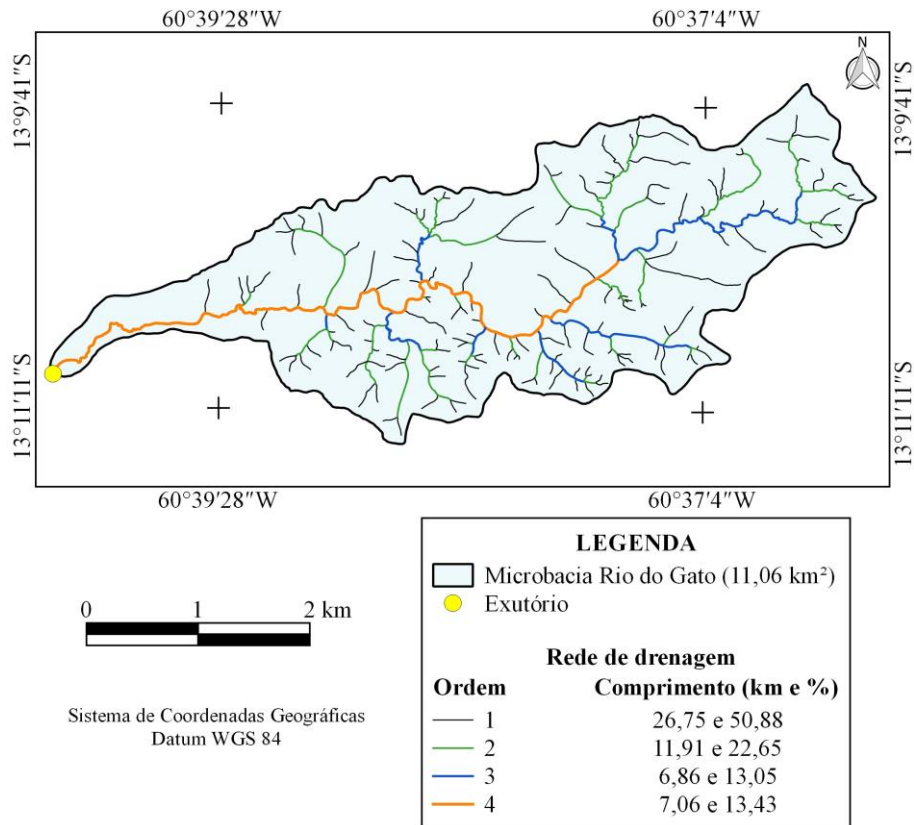 60°39'28"W 60°37'4"W
N
13°9'41"S 13°9'41"S
13°11'11"S 13°11'11"S
60°39'28"W 60°37'4"W
0 1 2 km
Sistema de Coordenadas Geográficas
Datum WGS 84
LEGENDA
Microbacia Rio do Gato (11,06 km²)
Exutório
Rede de drenagem
Ordem Comprimento (km e %)
1 26,75 e 50,88
2 11,91 e 22,65
3 6,86 e 13,05
4 7,06 e 13,43